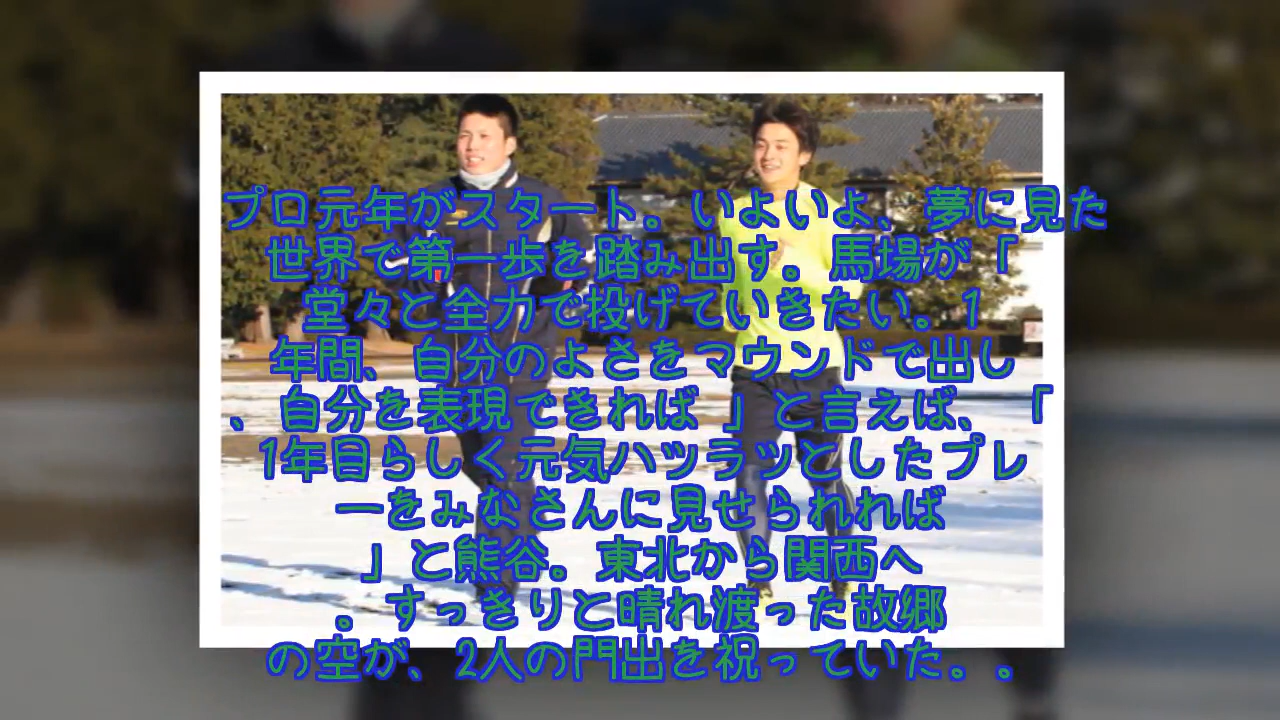 プロ元年がスタート。いよいよ、夢に見た
世界で第一歩を踏み出す。馬場が「
堂々と全力で投げていきたい。1
年間、自分のよさをマウンドで出し
、自分を表現できれば 」と言えば、「
1年目らしく元気ハツラツとしたプレ
ーをみなさんに見せられれば
」と熊谷。東北から関西へ
。すっきりと晴れ渡った故郷
の空が、2人の門出を祝っていた。。